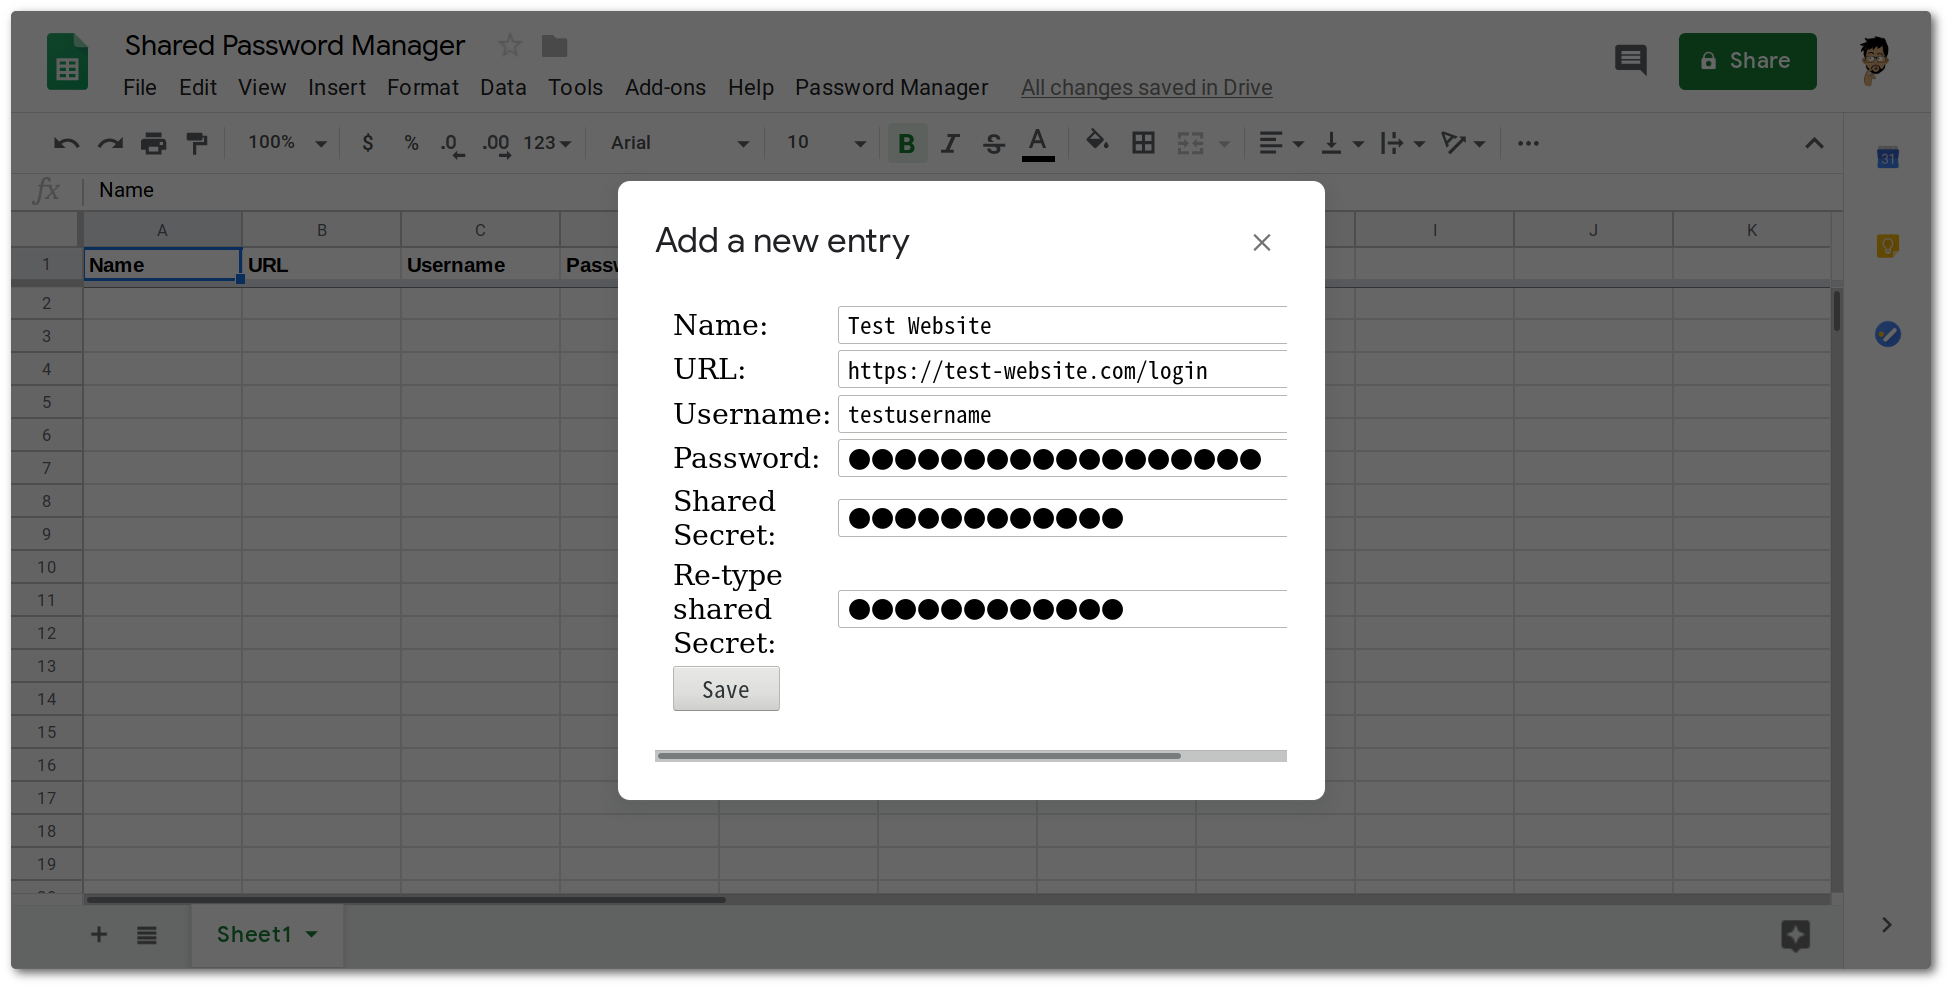 Shared Password Manager
File Edit View Insert Format Data Tools Add-ons Help Password Manager All changes saved in Drive
Share
100% $ % .0 .00 123 Arial 10 B I S A
31
fx Name
A B C I J K
1 Name URL Username
2
3
4
5
6
7
8
9
10
11
12
13
14
15
16
17
18
19
Add a new entry
Name: Test Website
URL: https://test-website.com/login
Username: testusername
Password: ●●●●●●●●●●●●●●●●●●
Shared
Secret: ●●●●●●●●●●●●
Re-type
shared
Secret: ●●●●●●●●●●●●
Save
Sheet1